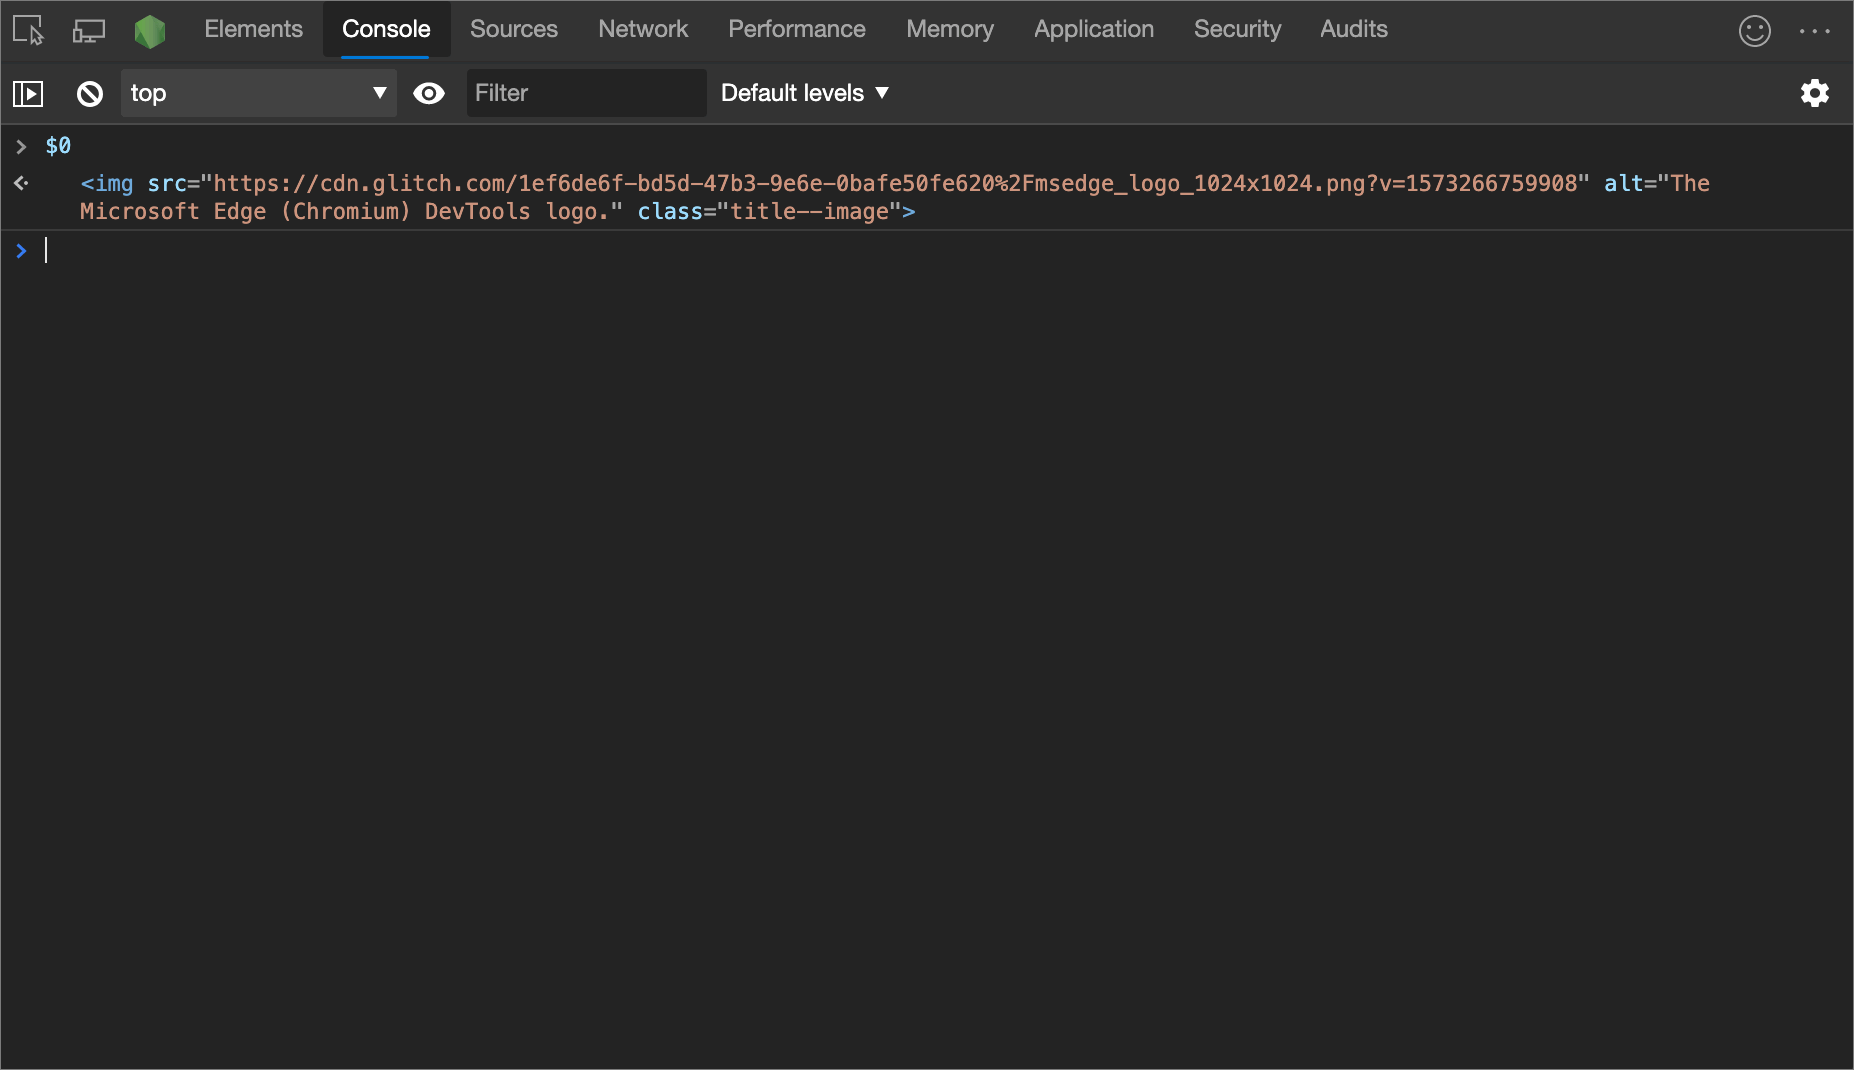 Elements Console Sources Network Performance Memory Application Security Audits
top Filter Default levels
$0
<img src="https://cdn.glitch.com/1ef6de6f-bd5d-47b3-9e6e-0bafe50fe620%2Fmsedge_logo_1024x1024.png?v=1573266759908" alt="The
Microsoft Edge (Chromium) DevTools logo." class="title--image">